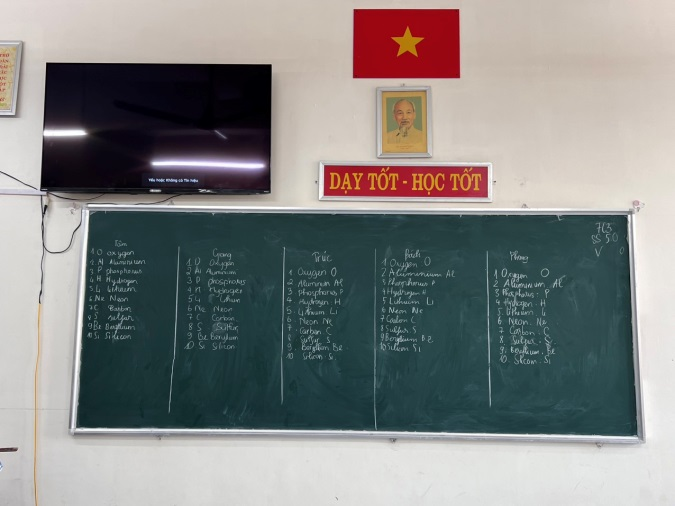 Yếu hoặc Không có Tín hiệu
DẠY TỐT - HỌC TỐT
Tâm
1 O oxygen
2 Al Aluminium
3 P phosphorus
4 H Hydrogen
5 Li Lithium
6 Ne Neon
7 C Carbon
8 S sulfur
9 Be Beryllium
10 Si Silicon
Giang
1 O Oxygen
2 Al Aluminium
3 P phosphorus
4 H Hydrogen
5 Li Lithium
6 Ne Neon
7 C Carbon
8 S Sulfur
9 Be Beryllium
10 Si Silicon
Trúc
1 Oxygen O
2 Aluminium Al
3 Phosphorus P
4 Hydrogen H
5 Lithium Li
6 Neon Ne
7 Carbon C
8 Sulfur S
9 Beryllium Be
10 Silicon Si
Bách
1 Oxygen O
2 Aluminium Al
3 Phosphorus P
4 Hydrogen H
5 Lithium Li
6 Neon Ne
7 Carbon C
8 Sulfur S
9 Beryllium Be
10 Silicon Si
Phong
1 Oxygen O
2 Aluminium Al
3 Phosphorus P
4 Hydrogen H
5 Lithium Li
6 Neon Ne
7 Carbon C
8 Sulfur S
9 Beryllium Be
10 Silicon Si
763